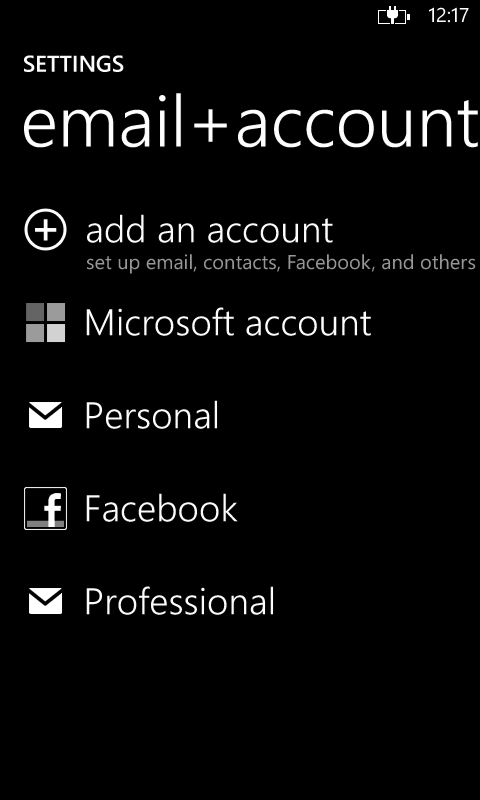 12:17
SETTINGS
email+account
add an account
set up email, contacts, Facebook, and others
Microsoft account
Personal
f Facebook
Professional